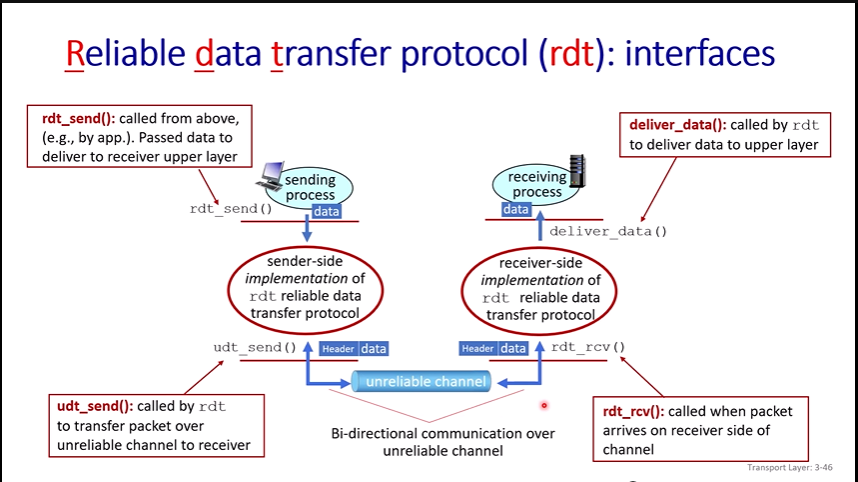 Reliable data transfer protocol (rdt): interfaces
rdt_send(): called from above,
(e.g., by app.). Passed data to
deliver to receiver upper layer
deliver_data(): called by rdt
to deliver data to upper layer
sending
process
receiving
process
rdt_send()
data
data
deliver_data()
sender-side
implementation of
rdt reliable data
transfer protocol
receiver-side
implementation of
rdt reliable data
transfer protocol
udt_send()
Header data
Header data
rdt_rcv()
unreliable channel
udt_send(): called by rdt
to transfer packet over
unreliable channel to receiver
Bi-directional communication over
unreliable channel
rdt_rcv(): called when packet
arrives on receiver side of
channel
Transport Layer: 3-46